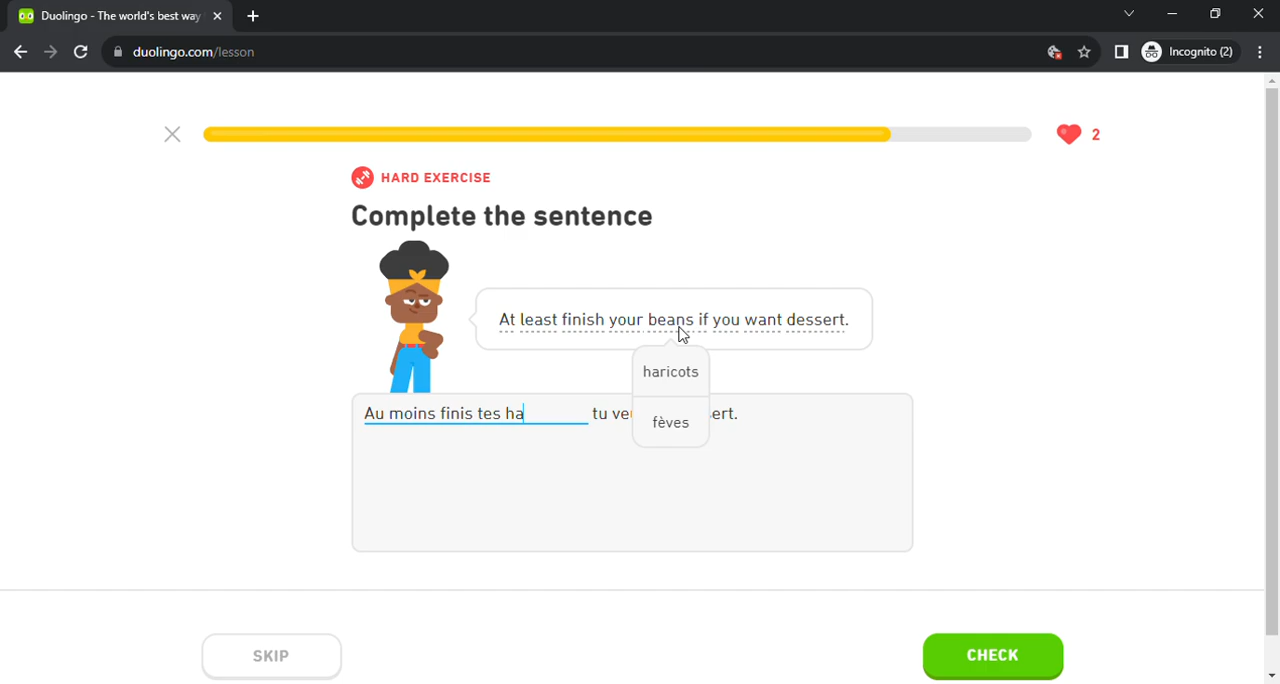 Duolingo - The world's best way
duolingo.com/lesson
Incognito (2)
2
HARD EXERCISE
Complete the sentence
At least finish your beans if you want dessert.
haricots
fèves
Au moins finis tes ha tu ert.
SKIP
CHECK